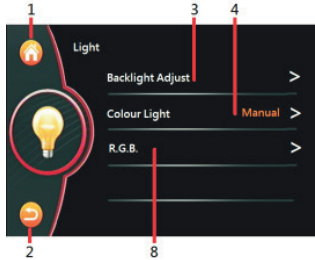 1 3 4
Light
Backlight Adjust >
Colour Light Manual >
R.G.B. >
2 8